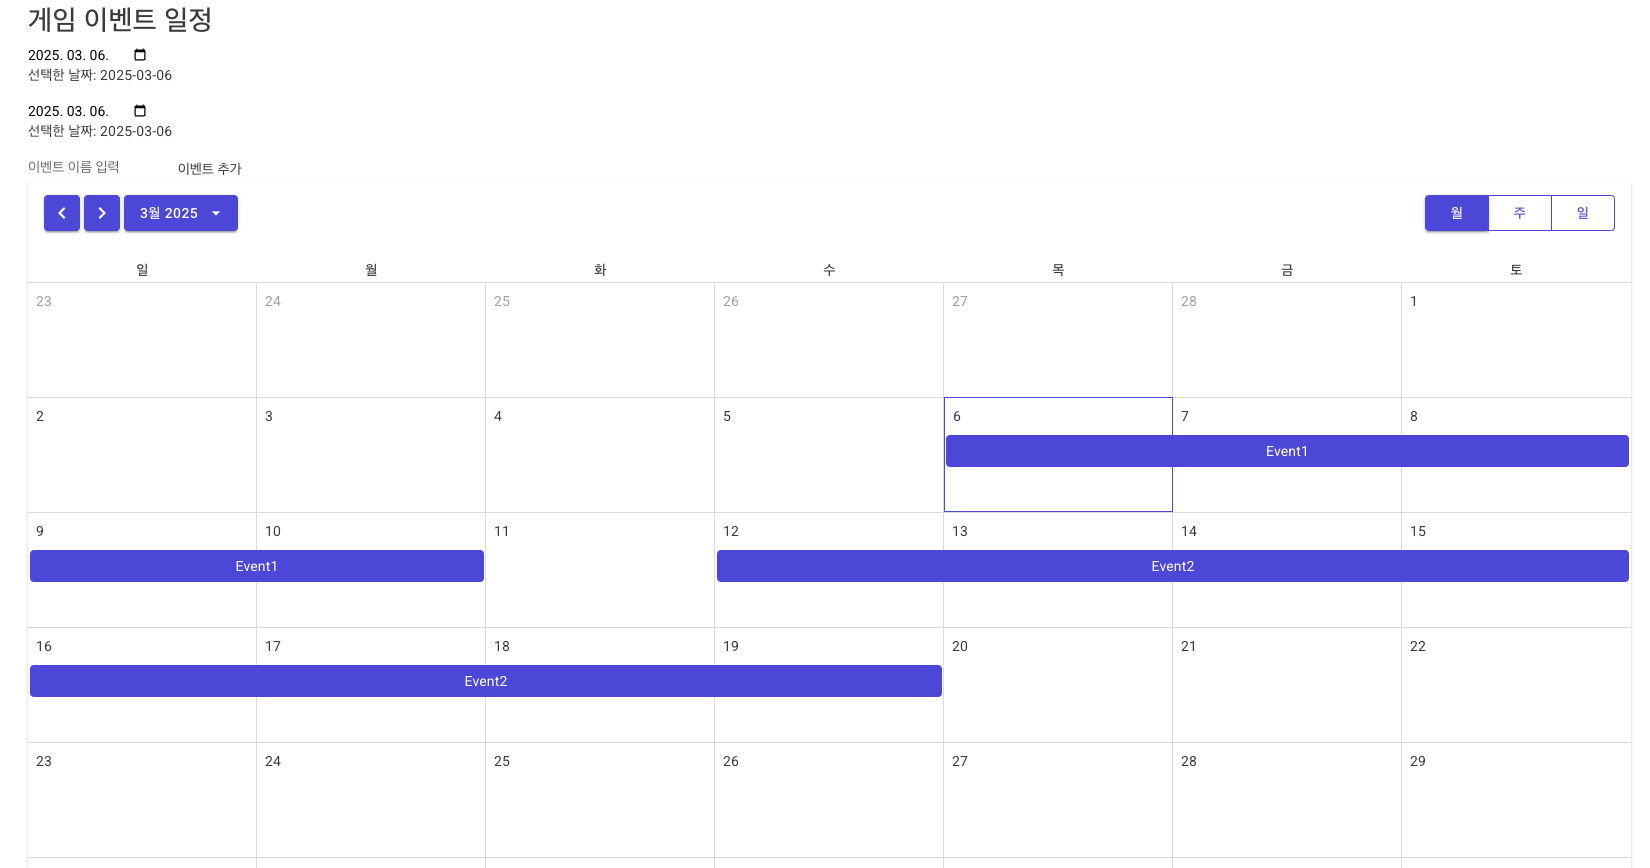 게임 이벤트 일정
2025. 03. 06.
선택한 날짜: 2025-03-06
2025. 03. 06.
선택한 날짜: 2025-03-06
이벤트 이름 입력 이벤트 추가
3월 2025 월 주 일
일 월 화 수 목 금 토
23 24 25 26 27 28 1
2 3 4 5 6 7 8
Event1
9 10 11 12 13 14 15
Event1 Event2
16 17 18 19 20 21 22
Event2
23 24 25 26 27 28 29